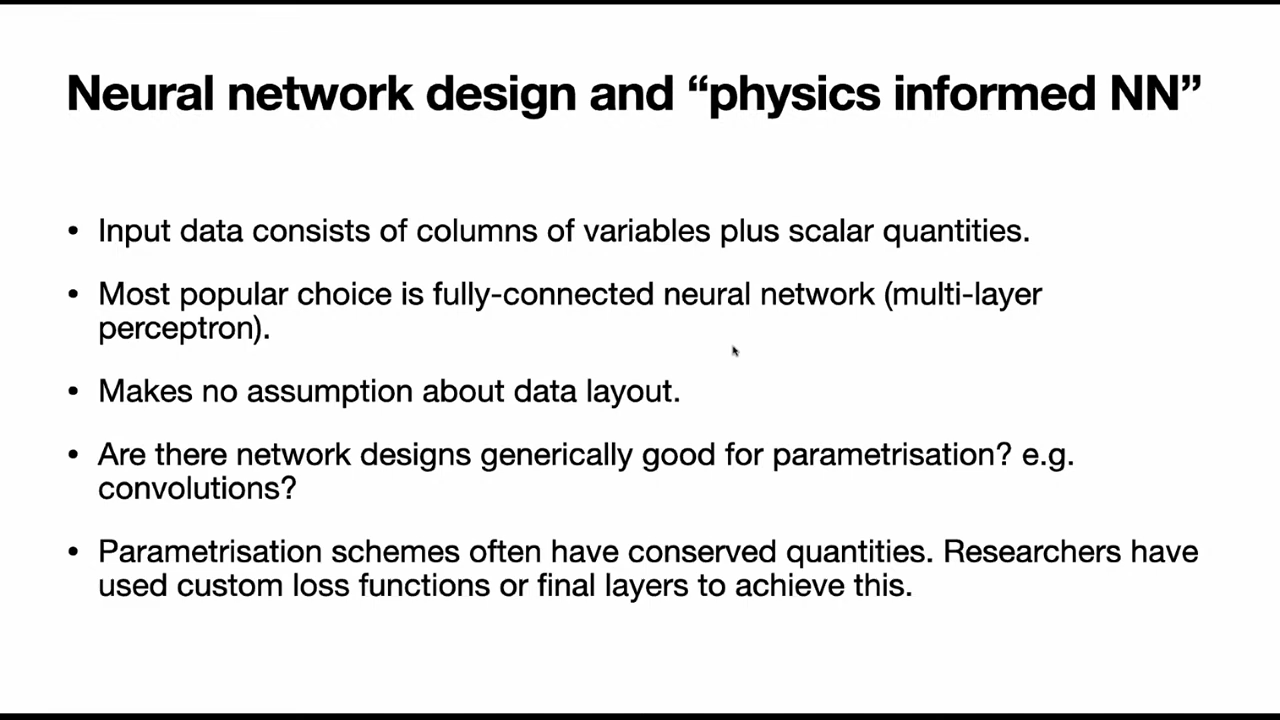 Neural network design and “physics informed NN”
• Input data consists of columns of variables plus scalar quantities.
• Most popular choice is fully-connected neural network (multi-layer
perceptron).
• Makes no assumption about data layout.
• Are there network designs generically good for parametrisation? e.g.
convolutions?
• Parametrisation schemes often have conserved quantities. Researchers have
used custom loss functions or final layers to achieve this.